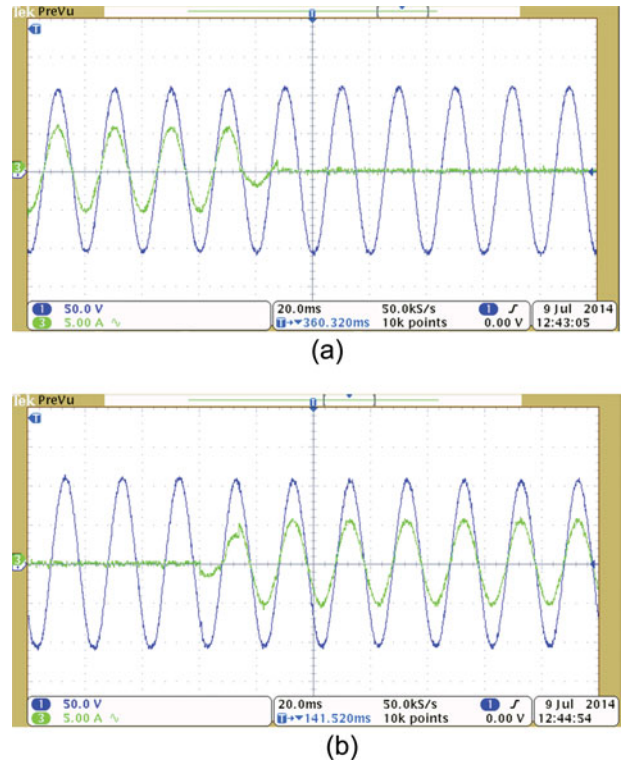 Tek PreVu
T
T
3
1 50.0 V
3 5.00 A ∿
20.0ms
T→▼360.320ms
50.0kS/s
10k points
1 ʃ
0.00 V
9 Jul 2014
12:43:05
(a)
Tek PreVu
T
T
3
1 50.0 V
3 5.00 A ∿
20.0ms
T→▼141.520ms
50.0kS/s
10k points
1 ʃ
0.00 V
9 Jul 2014
12:44:54
(b)